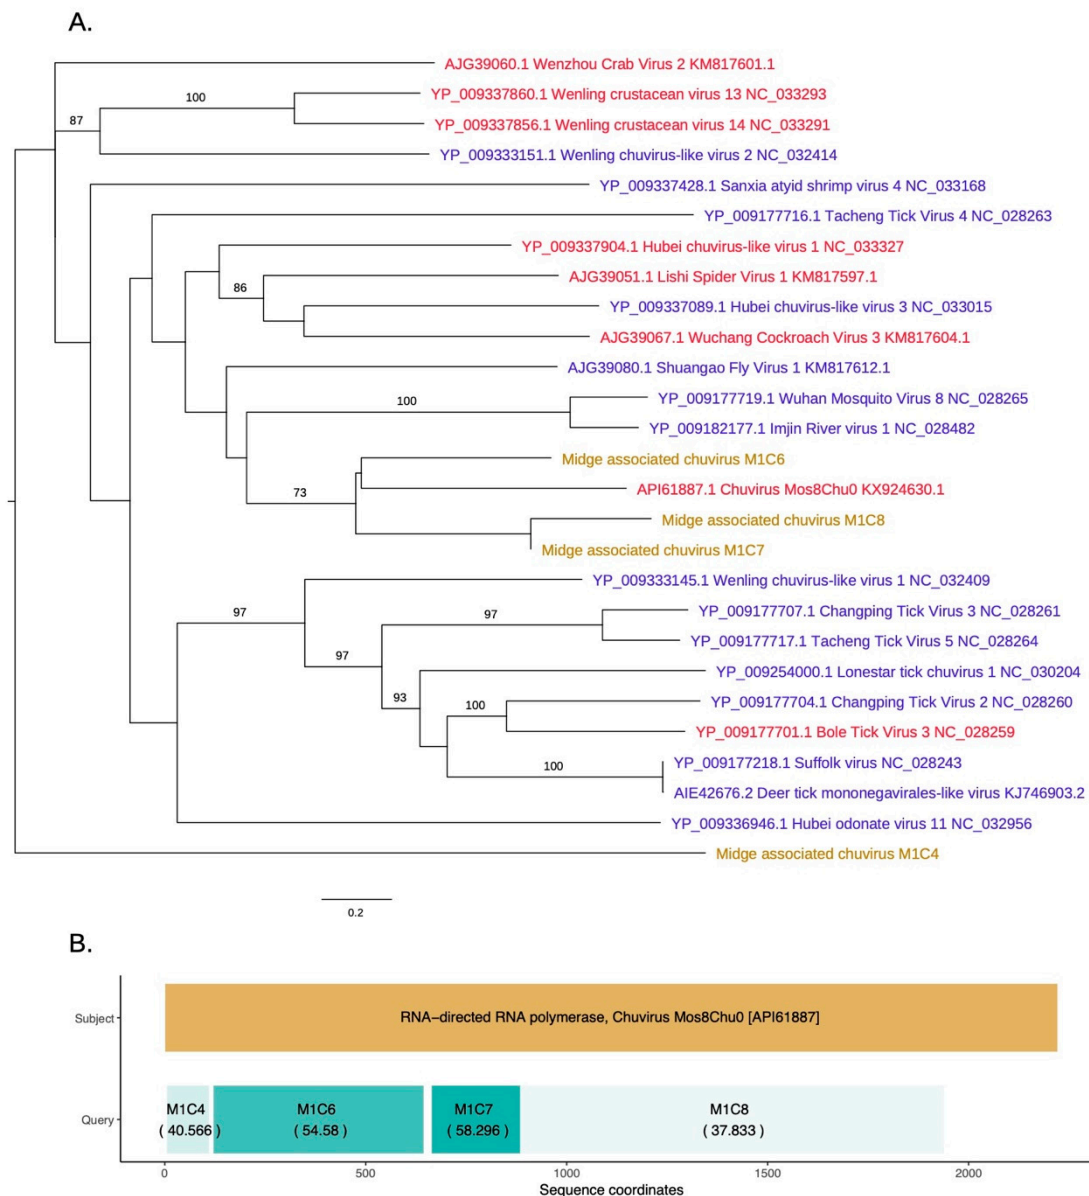 A.
AJG39060.1 Wenzhou Crab Virus 2 KM817601.1
100
YP_009337860.1 Wenling crustacean virus 13 NC_033293
87
YP_009337856.1 Wenling crustacean virus 14 NC_033291
YP_009333151.1 Wenling chuvirus-like virus 2 NC_032414
YP_009337428.1 Sanxia atyid shrimp virus 4 NC_033168
YP_009177716.1 Tacheng Tick Virus 4 NC_028263
YP_009337904.1 Hubei chuvirus-like virus 1 NC_033327
86
AJG39051.1 Lishi Spider Virus 1 KM817597.1
YP_009337089.1 Hubei chuvirus-like virus 3 NC_033015
AJG39067.1 Wuchang Cockroach Virus 3 KM817604.1
AJG39080.1 Shuangao Fly Virus 1 KM817612.1
100
YP_009177719.1 Wuhan Mosquito Virus 8 NC_028265
YP_009182177.1 Imjin River virus 1 NC_028482
Midge associated chuvirus M1C6
73
API61887.1 Chuvirus Mos8Chu0 KX924630.1
Midge associated chuvirus M1C8
Midge associated chuvirus M1C7
YP_009333145.1 Wenling chuvirus-like virus 1 NC_032409
97
97
YP_009177707.1 Changping Tick Virus 3 NC_028261
YP_009177717.1 Tacheng Tick Virus 5 NC_028264
97
YP_009254000.1 Lonestar tick chuvirus 1 NC_030204
93
100
YP_009177704.1 Changping Tick Virus 2 NC_028260
YP_009177701.1 Bole Tick Virus 3 NC_028259
100
YP_009177218.1 Suffolk virus NC_028243
AIE42676.2 Deer tick mononegavirales-like virus KJ746903.2
YP_009336946.1 Hubei odonate virus 11 NC_032956
Midge associated chuvirus M1C4
0.2
B.
Subject
RNA-directed RNA polymerase, Chuvirus Mos8Chu0 [API61887]
Query
M1C4 M1C6 M1C7 M1C8
( 40.566 ) ( 54.58 ) ( 58.296 ) ( 37.833 )
0 500 1000 1500 2000
Sequence coordinates